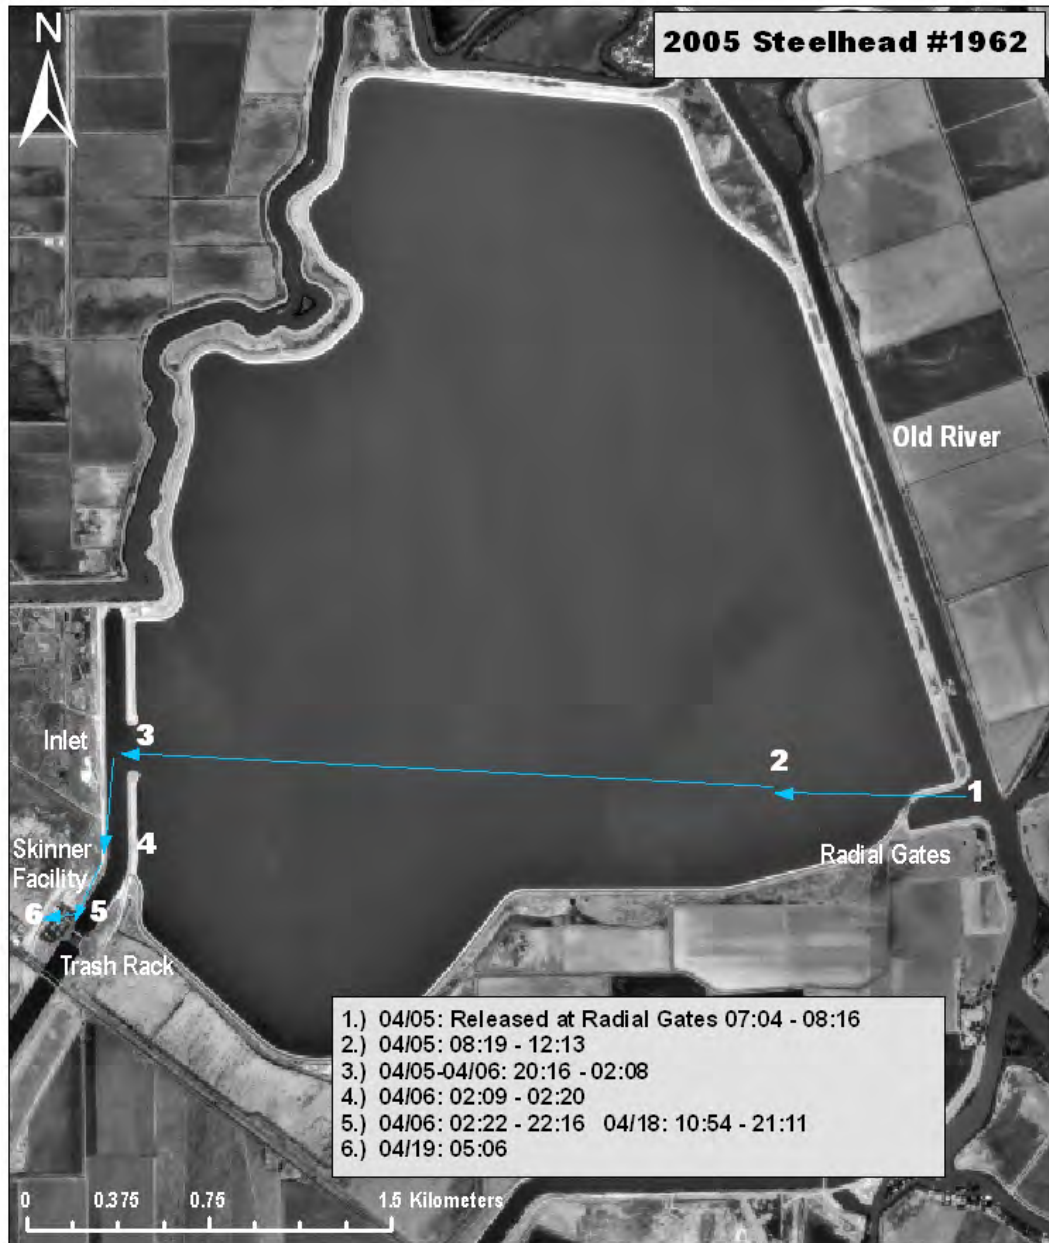 N
2005 Steelhead #1962
Old River
3
Inlet
2
1
4
Skinner
Facility
Radial Gates
6
5
Trash Rack
1.) 04/05: Released at Radial Gates 07:04 - 08:16
2.) 04/05: 08:19 - 12:13
3.) 04/05-04/06: 20:16 - 02:08
4.) 04/06: 02:09 - 02:20
5.) 04/06: 02:22 - 22:16 04/18: 10:54 - 21:11
6.) 04/19: 05:06
0 0.375 0.75 1.5 Kilometers